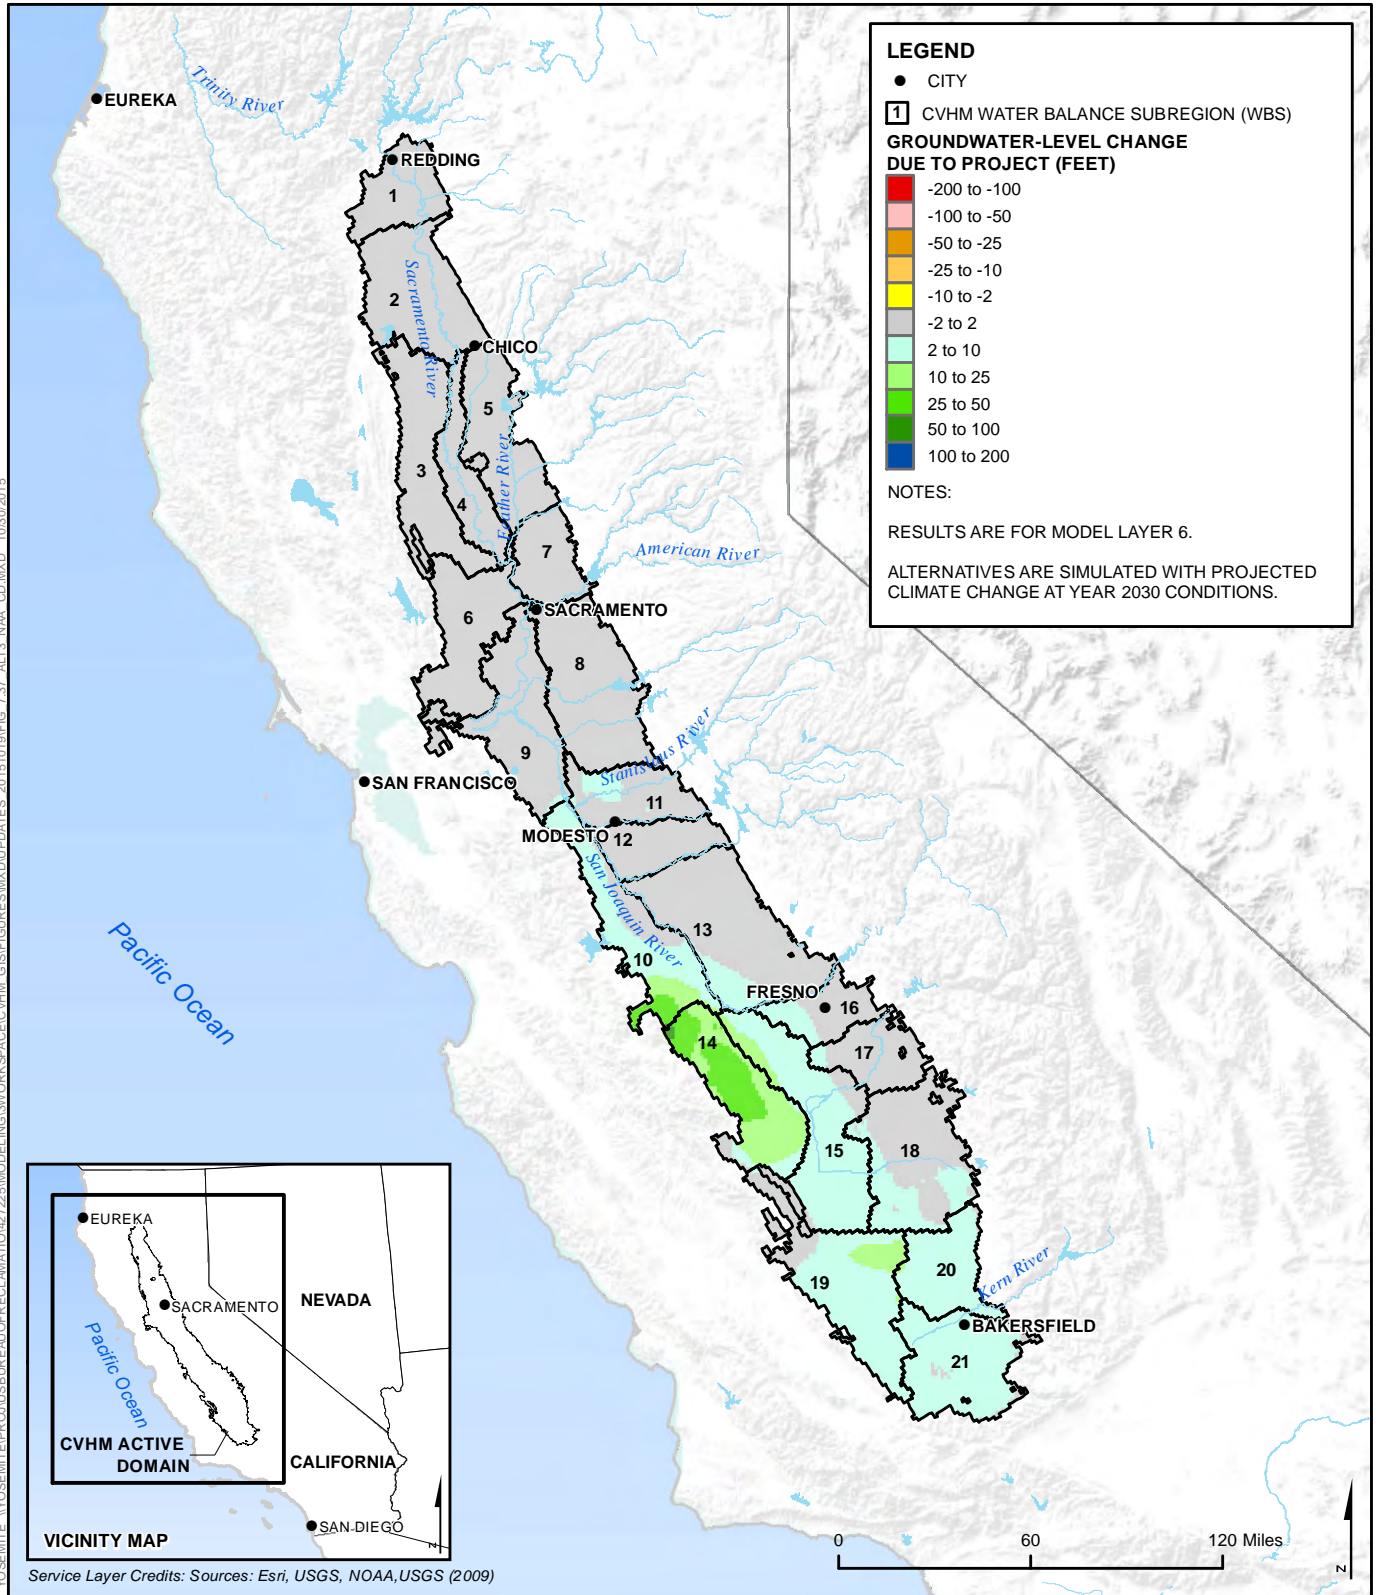 LEGEND
CITY
1 CVHM WATER BALANCE SUBREGION (WBS)
GROUNDWATER-LEVEL CHANGE
DUE TO PROJECT (FEET)
-200 to -100
-100 to -50
-50 to -25
-25 to -10
-10 to -2
-2 to 2
2 to 10
10 to 25
25 to 50
50 to 100
100 to 200
NOTES:
RESULTS ARE FOR MODEL LAYER 6.
ALTERNATIVES ARE SIMULATED WITH PROJECTED
CLIMATE CHANGE AT YEAR 2030 CONDITIONS.
EUREKA
Trinity River
REDDING
1
2
Sacramento River
CHICO
5
3
4
Feather River
7
American River
6
SACRAMENTO
8
9
Stanislaus River
SAN FRANCISCO
11
MODESTO
12
San Joaquin River
13
10
Pacific Ocean
FRESNO
16
14
17
15
18
19
20
Kern River
BAKERSFIELD
21
EUREKA
SACRAMENTO
NEVADA
Pacific Ocean
CVHM ACTIVE
DOMAIN
CALIFORNIA
SAN DIEGO
VICINITY MAP
N
0 60 120 Miles
N
Service Layer Credits: Sources: Esri, USGS, NOAA,USGS (2009)